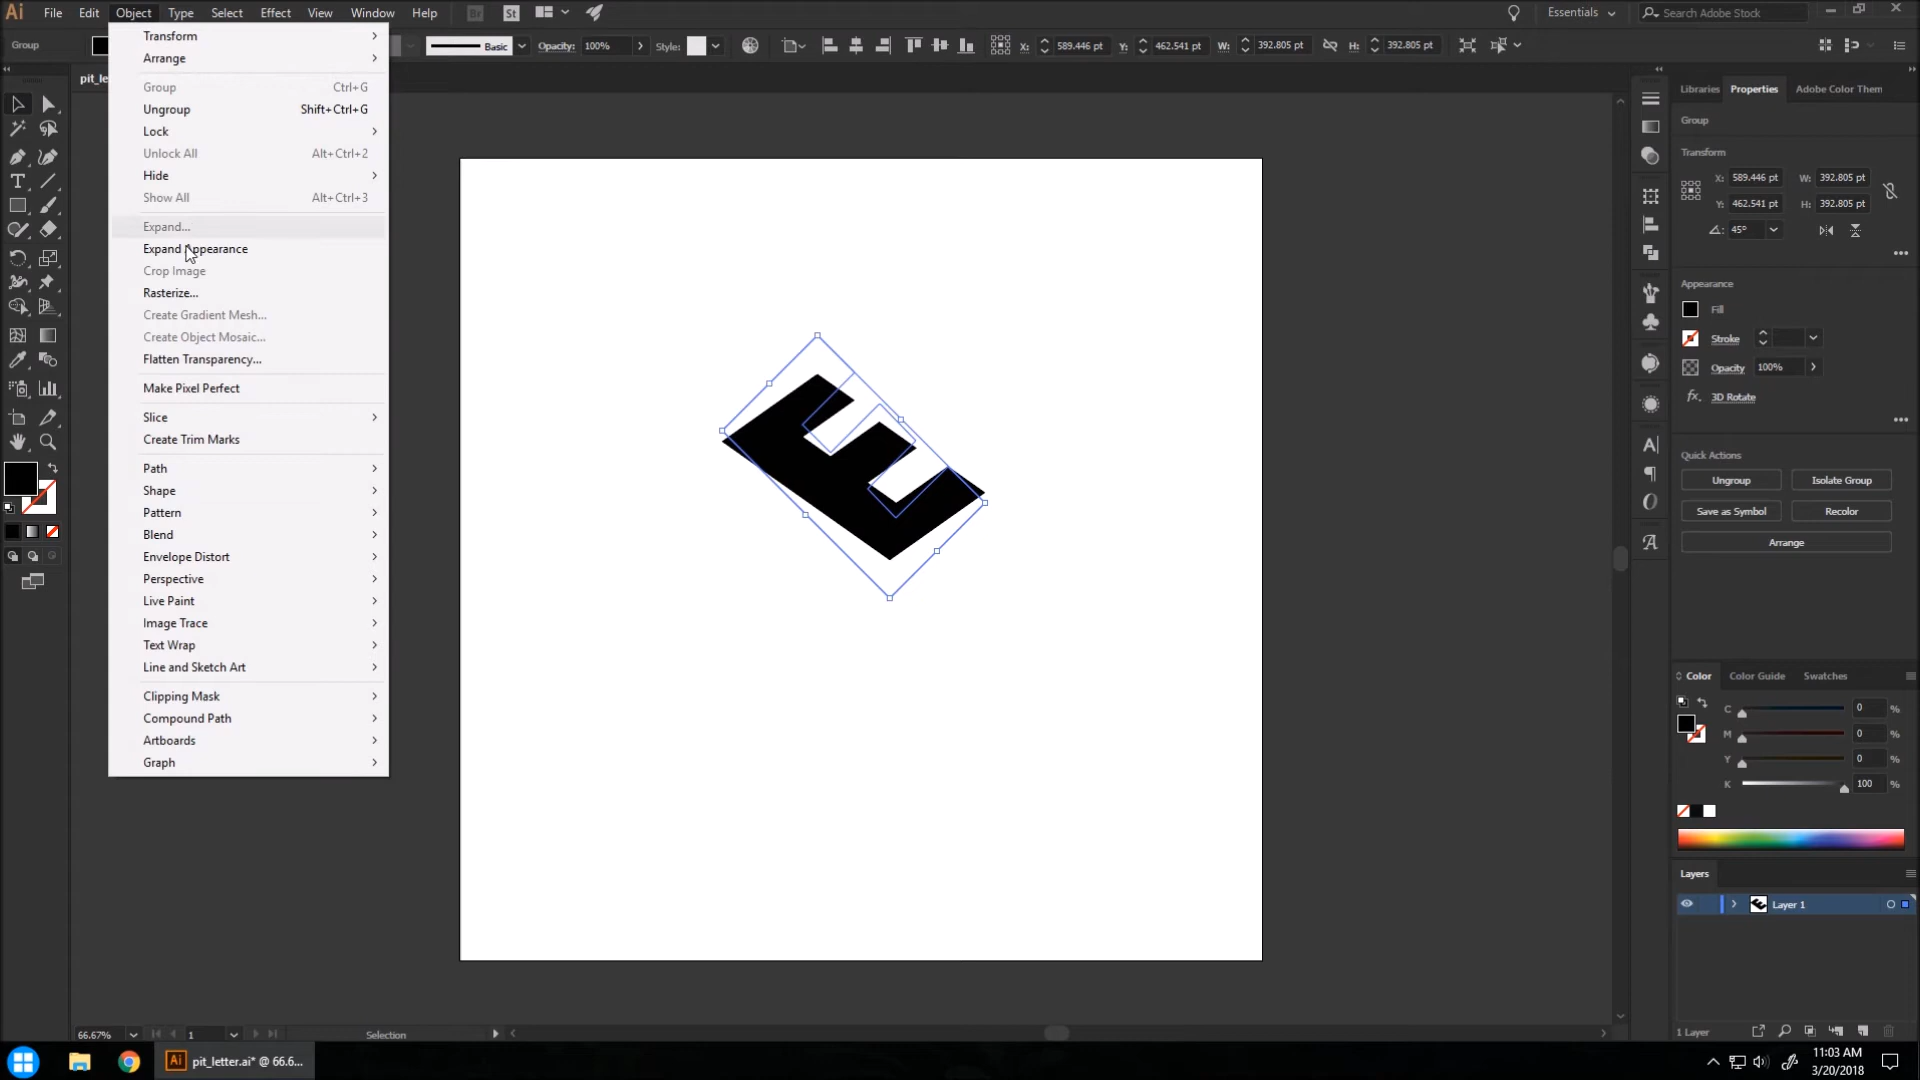 Ai File Edit Object Type Select Effect View Window Help Br St Essentials Search Adobe Stock
Group Basic Opacity: 100% Style: X: 589.446 pt Y: 462.541 pt W: 392.805 pt H: 392.805 pt
pit_le
Transform
Arrange
Group Ctrl+G
Ungroup Shift+Ctrl+G
Lock
Unlock All Alt+Ctrl+2
Hide
Show All Alt+Ctrl+3
Expand...
Expand Appearance
Crop Image
Rasterize...
Create Gradient Mesh...
Create Object Mosaic...
Flatten Transparency...
Make Pixel Perfect
Slice
Create Trim Marks
Path
Shape
Pattern
Blend
Envelope Distort
Perspective
Live Paint
Image Trace
Text Wrap
Line and Sketch Art
Clipping Mask
Compound Path
Artboards
Graph
E
Libraries Properties Adobe Color Them
Group
Transform
X: 589.446 pt W: 392.805 pt
Y: 462.541 pt H: 392.805 pt
45°
Appearance
Fill
Stroke
Opacity 100%
fx. 3D Rotate
Quick Actions
Ungroup Isolate Group
Save as Symbol Recolor
Arrange
Color Color Guide Swatches
C 0 %
M 0 %
Y 0 %
K 100 %
Layers
Layer 1
1 Layer
66.67% 1 Selection
Ai pit_letter.ai* @ 66.6...
11:03 AM
3/20/2018